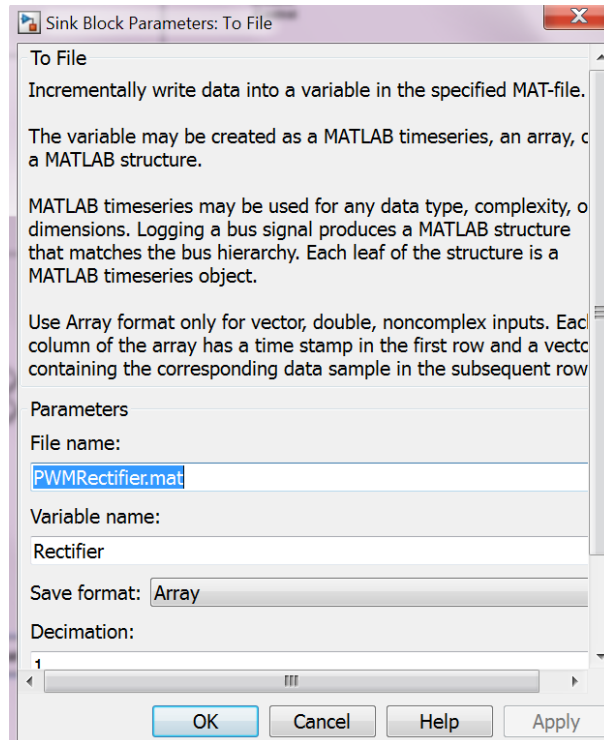 Sink Block Parameters: To File
To File
Incrementally write data into a variable in the specified MAT-file.
The variable may be created as a MATLAB timeseries, an array,
a MATLAB structure.
MATLAB timeseries may be used for any data type, complexity,
dimensions. Logging a bus signal produces a MATLAB structure
that matches the bus hierarchy. Each leaf of the structure is a
MATLAB timeseries object.
Use Array format only for vector, double, noncomplex inputs. Each
column of the array has a time stamp in the first row and a vecto
containing the corresponding data sample in the subsequent row
Parameters
File name:
PWMRectifier.mat
Variable name:
Rectifier
Save format: Array
Decimation:
1
OK Cancel Help Apply